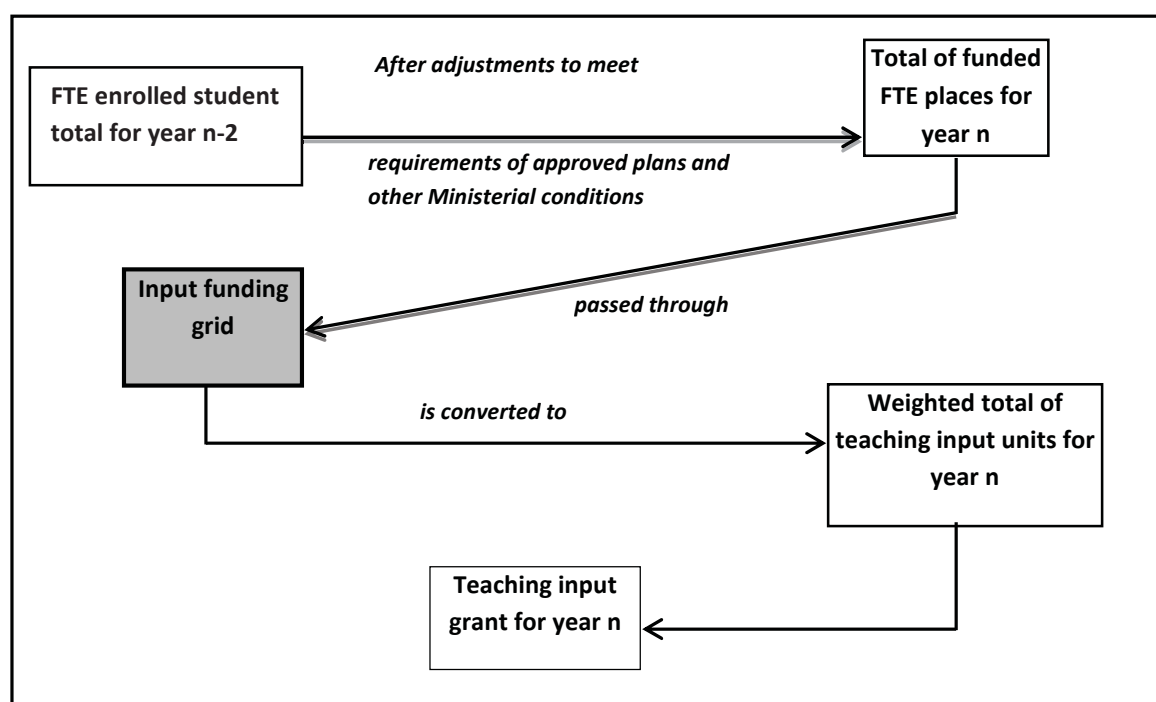 FTE enrolled student
total for year n-2
After adjustments to meet
requirements of approved plans and
other Ministerial conditions
Total of funded
FTE places for
year n
passed through
Input funding
grid
is converted to
Weighted total of
teaching input units for
year n
Teaching input
grant for year n